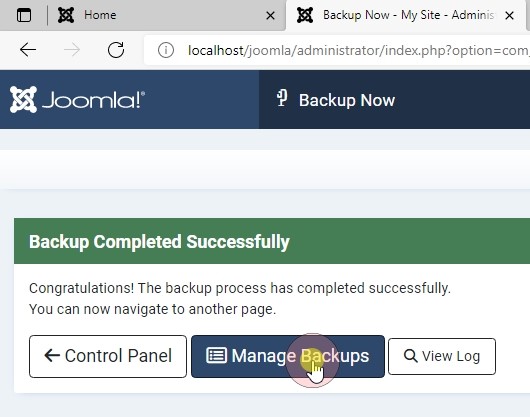 Home
Backup Now - My Site - Adminis
localhost/joomla/administrator/index.php?option=com_
Joomla!®
Backup Now
Backup Completed Successfully
Congratulations! The backup process has completed successfully.
You can now navigate to another page.
Control Panel
Manage Backups
View Log